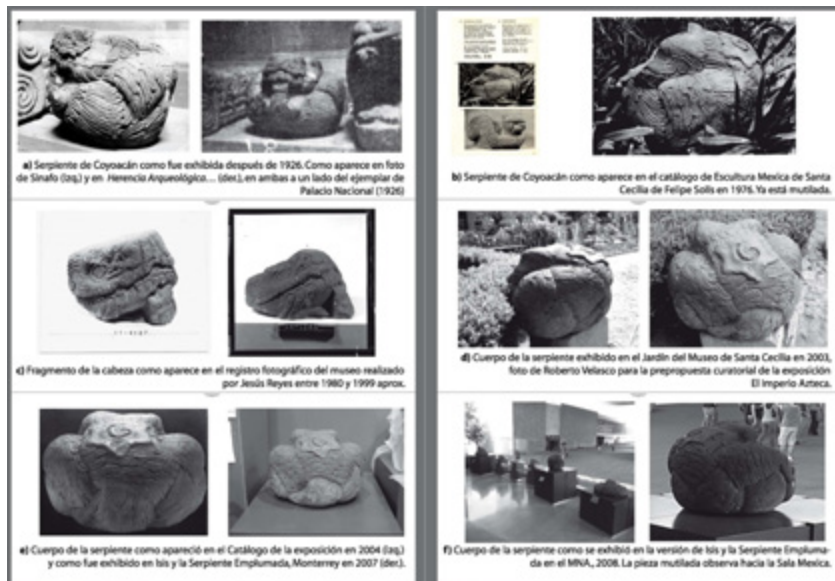 a) Serpiente de Coyoacán como fue exhibida después de 1926. Como aparece en foto
de Sinafo (izq.) y en Herencia Arqueológica... (der.), en ambas a un lado del ejemplar de
Palacio Nacional (1926)
b) Serpiente de Coyoacán como aparece en el catálogo de Escultura Mexica de Santa
Cecilia de Felipe Solís en 1976. Ya está mutilada.
c) Fragmento de la cabeza como aparece en el registro fotográfico del museo realizado
por Jesús Reyes entre 1980 y 1999 aprox.
d) Cuerpo de la serpiente exhibido en el Jardín del Museo de Santa Cecilia en 2003,
foto de Roberto Velasco para la prepropuesta curatorial de la exposición
El Imperio Azteca.
e) Cuerpo de la serpiente como apareció en el Catálogo de la exposición en 2004 (izq.)
y como fue exhibido en Isis y la Serpiente Emplumada, Monterrey en 2007 (der.).
f) Cuerpo de la serpiente como se exhibió en la versión de Isis y la Serpiente Empluma-
da en el MNA, 2008. La pieza mutilada observa hacia la Sala Mexica.